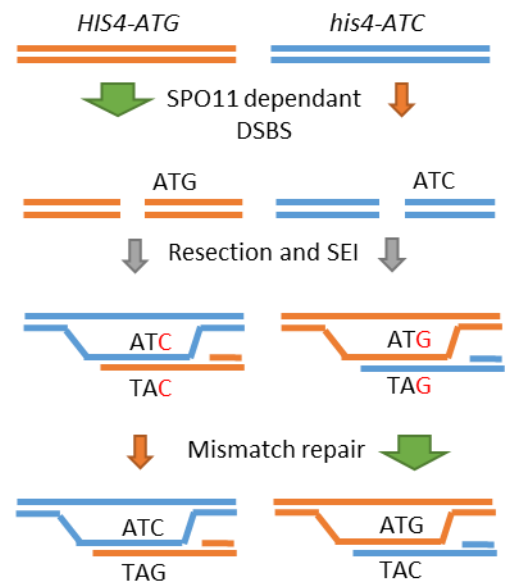 HIS4-ATG his4-ATC
SPO11 dependant
DSBS
ATG ATC
Resection and SEI
ATC ATG
TAC TAG
Mismatch repair
ATC ATG
TAG TAC